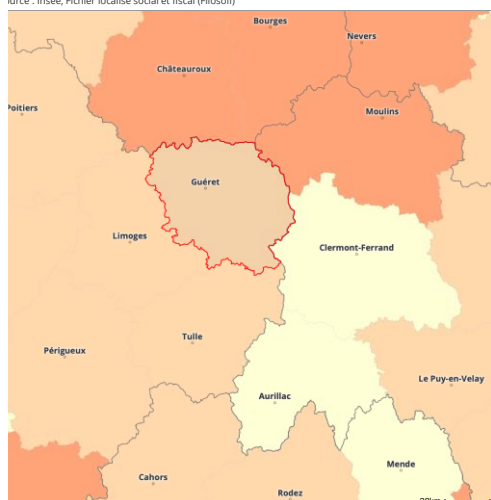 ource : Insee, Fichier localisé social et fiscal (Filosofi)
Bourges
Nevers
Châteauroux
Moulins
Poitiers
Guéret
Limoges
Clermont-Ferrand
Tulle
Périgueux
Le Puy-en-Velay
Aurillac
Mende
Cahors
Rodez